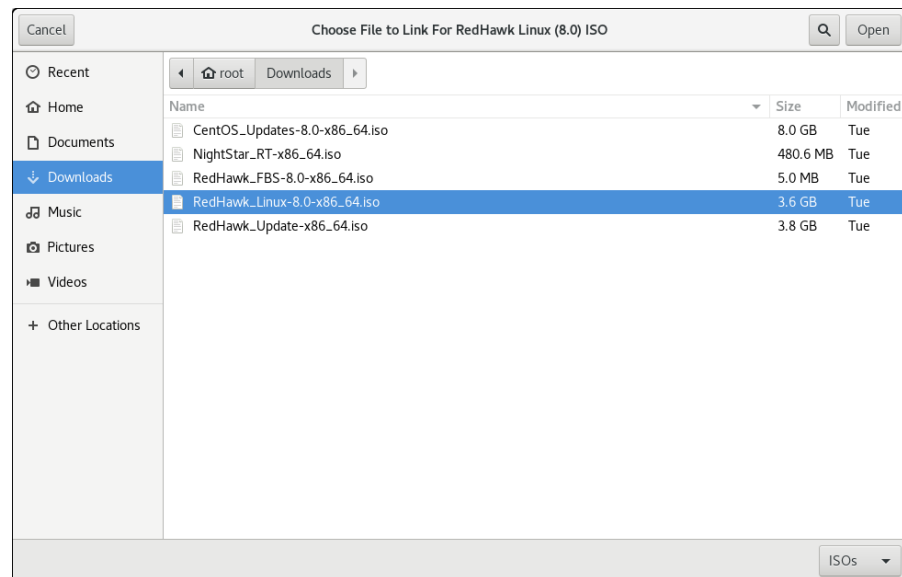 Cancel
Choose File to Link For RedHawk Linux (8.0) ISO
Open
Recent
Home
Documents
Downloads
Music
Pictures
Videos
+ Other Locations
root Downloads
Name Size Modified
CentOS_Updates-8.0-x86_64.iso 8.0 GB Tue
NightStar_RT-x86_64.iso 480.6 MB Tue
RedHawk_FBS-8.0-x86_64.iso 5.0 MB Tue
RedHawk_Linux-8.0-x86_64.iso 3.6 GB Tue
RedHawk_Update-x86_64.iso 3.8 GB Tue
ISOs